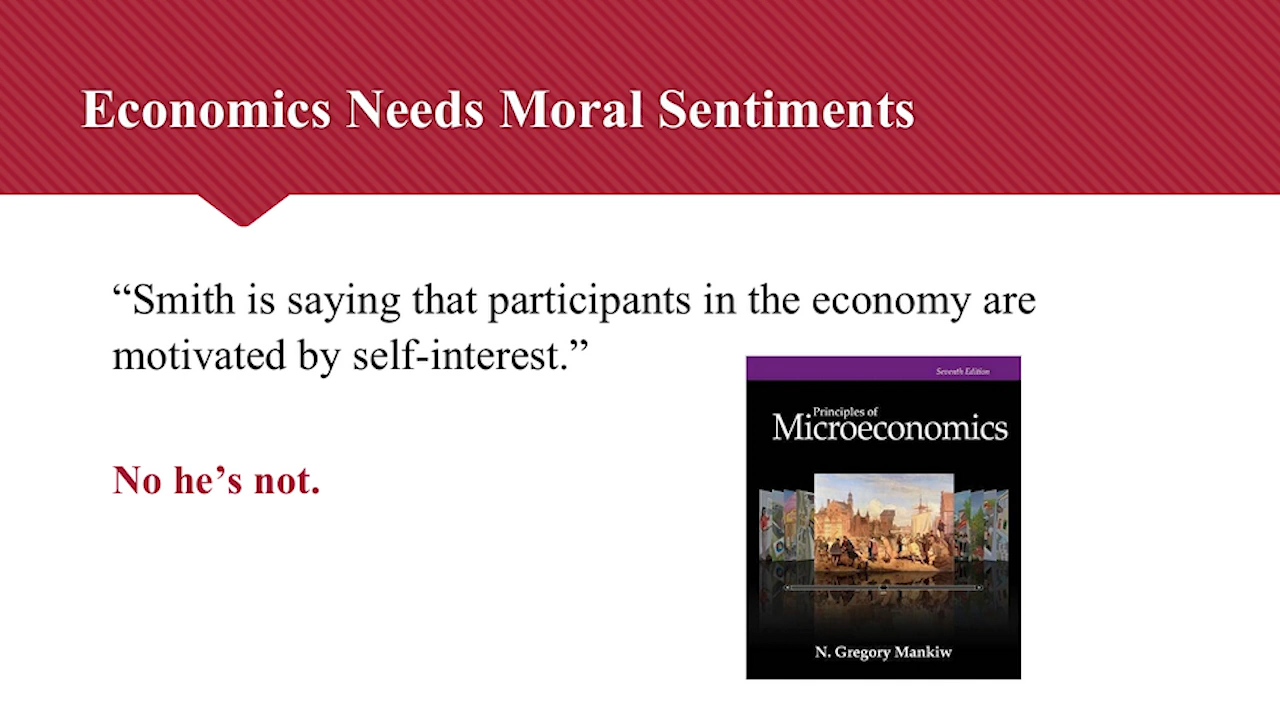 Economics Needs Moral Sentiments
“Smith is saying that participants in the economy are
motivated by self-interest.”
No he’s not.
Seventh Edition
Principles of
Microeconomics
N. Gregory Mankiw